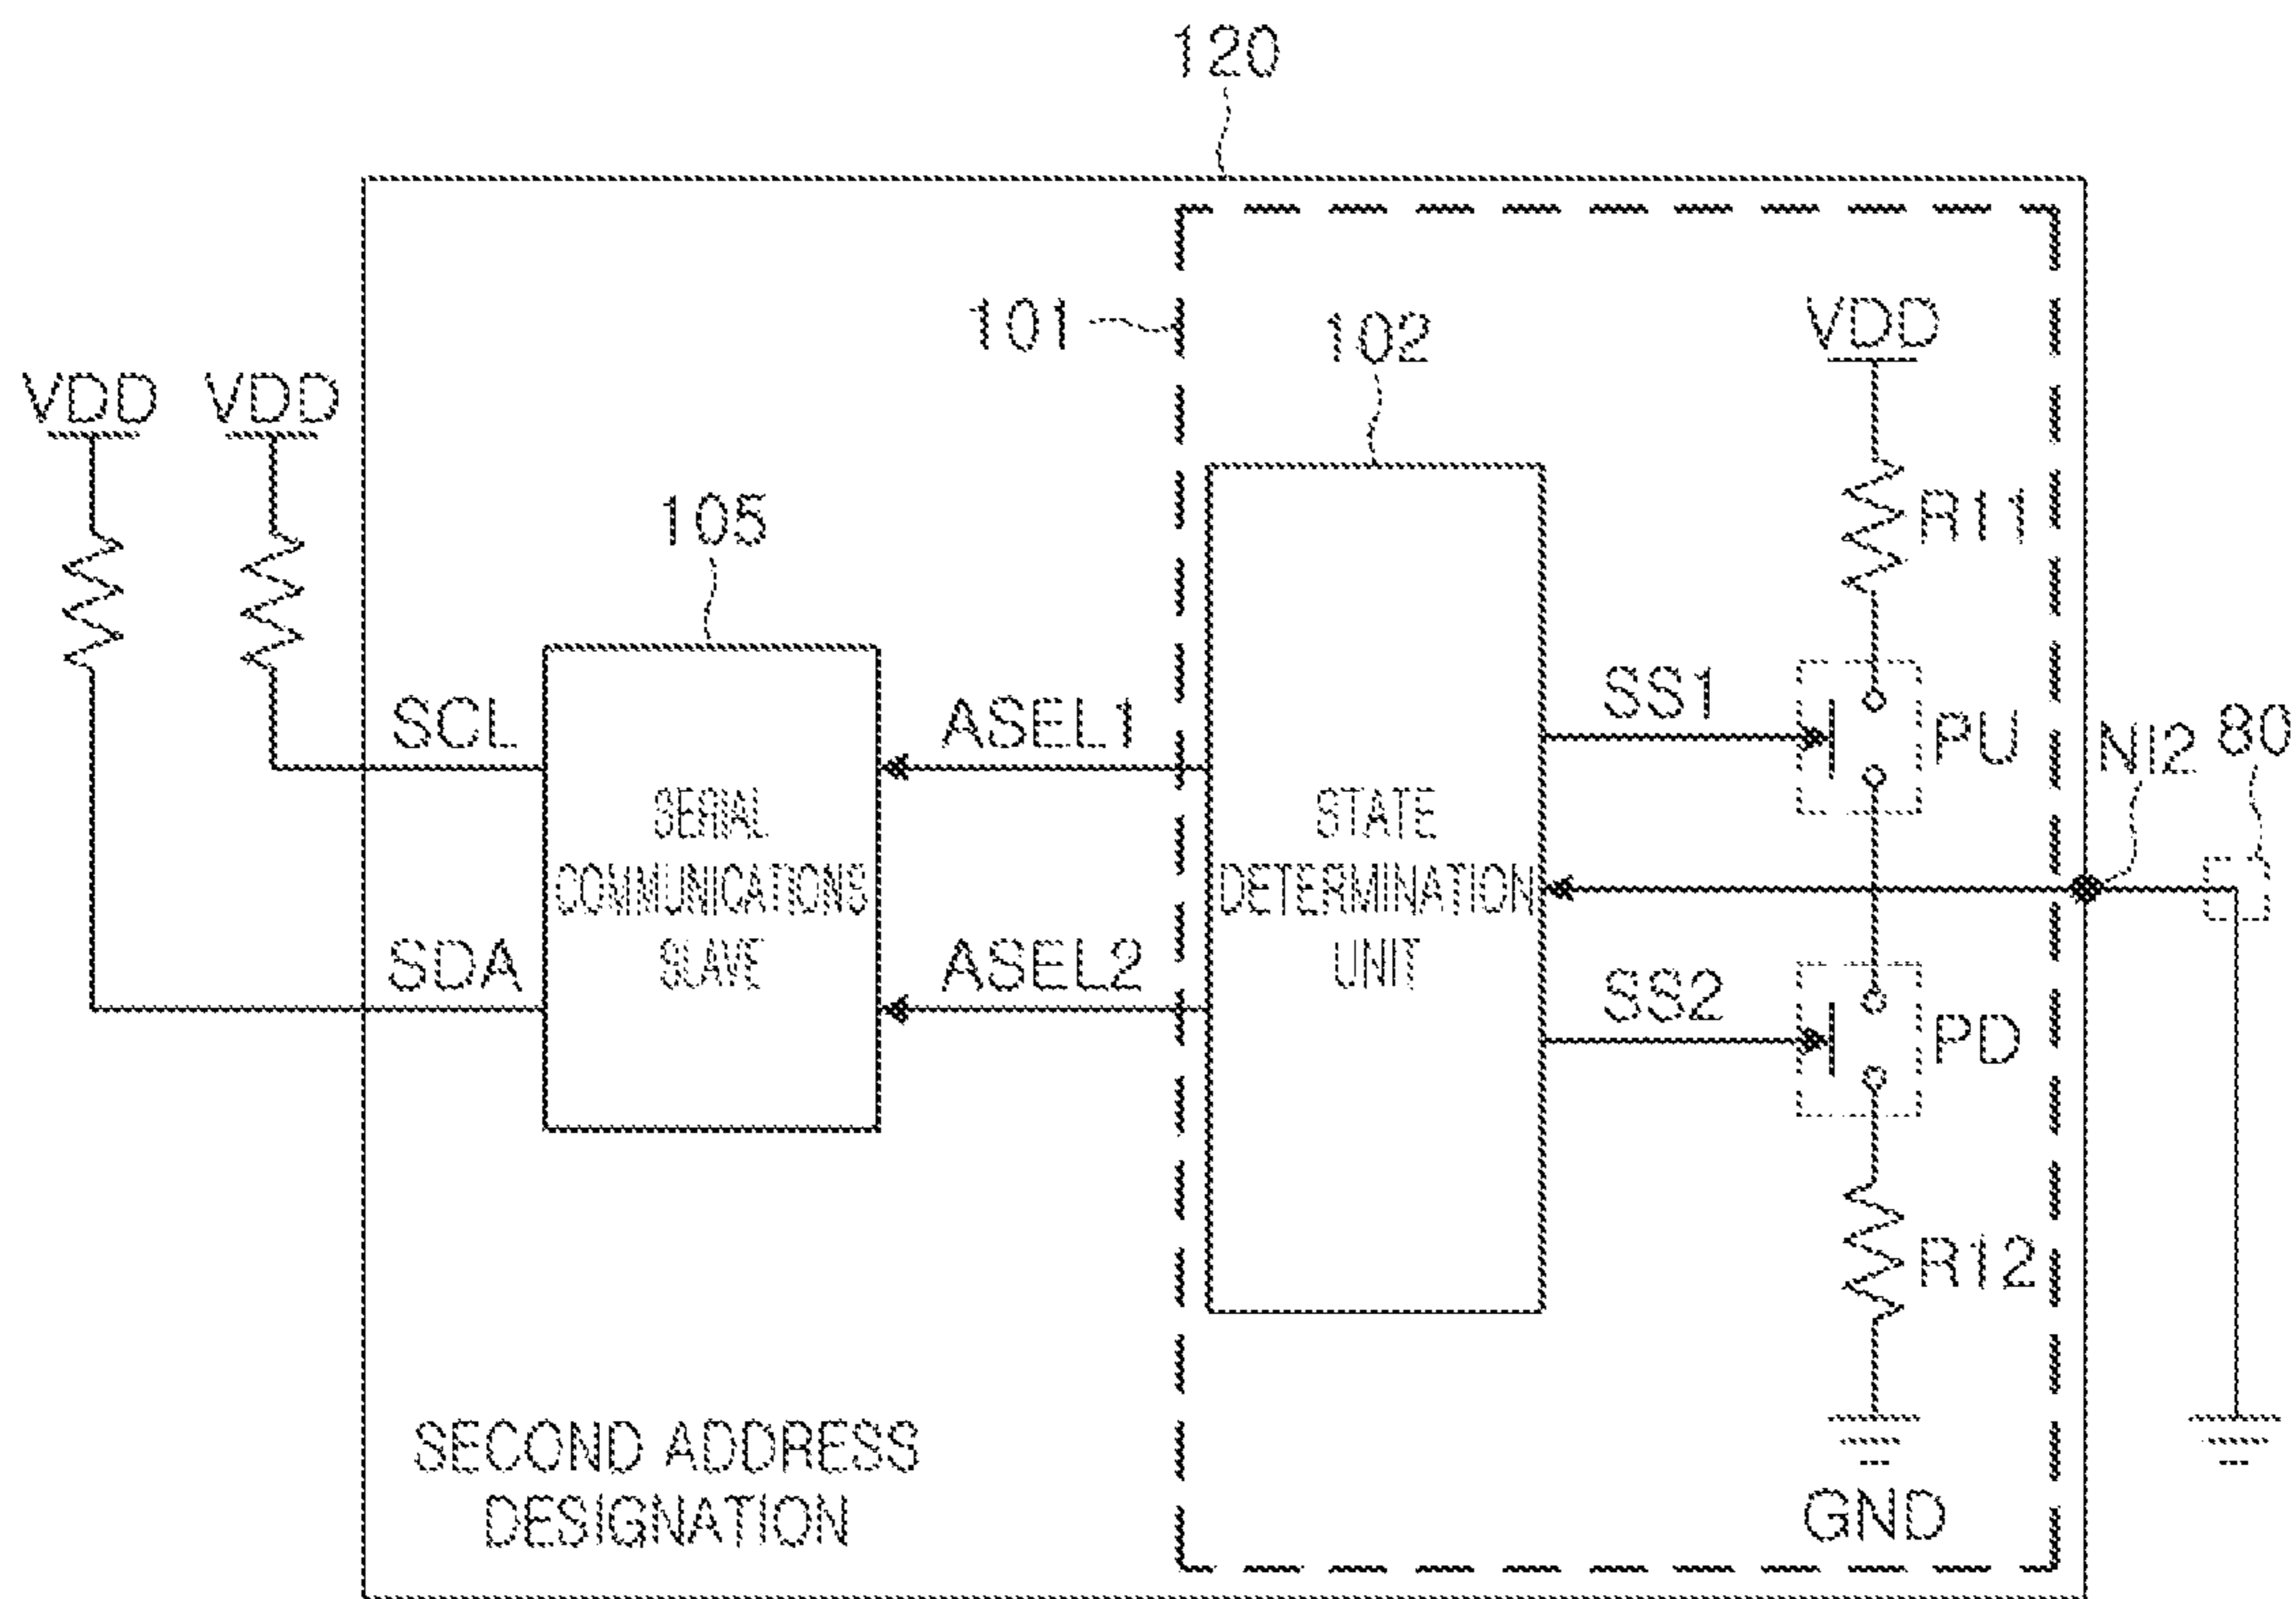 120
101
102
VDD
VDD VDD
R11
105
SCL
ASEL1
SS1
PU
NI2
80
SERIAL
COMMUNICATIONS
SLAVE
STATE
DETERMINATION
UNIT
SDA
ASEL2
SS2
PD
R12
SECOND ADDRESS
DESIGNATION
GND